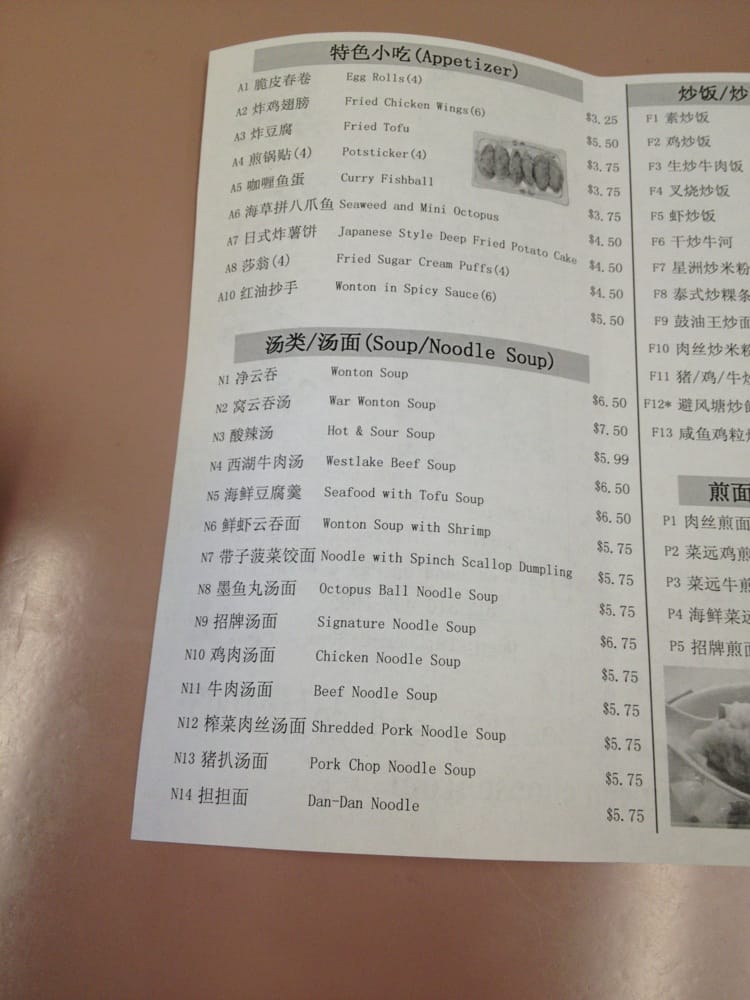 特色小吃(Appetizer)
A1 脆皮春卷 Egg Rolls(4) $3.25
A2 炸鸡翅膀 Fried Chicken Wings(6) $5.50
A3 炸豆腐 Fried Tofu $3.75
A4 煎锅贴(4) Potsticker(4) $3.75
A5 咖喱鱼蛋 Curry Fishball $3.75
A6 海草拼八爪鱼 Seaweed and Mini Octopus $4.50
A7 日式炸薯饼 Japanese Style Deep Fried Potato Cake $4.50
A8 莎翁(4) Fried Sugar Cream Puffs(4) $4.50
A10 红油抄手 Wonton in Spicy Sauce(6) $5.50
汤类/汤面(Soup/Noodle Soup)
N1 净云吞 Wonton Soup $6.50
N2 窝云吞汤 War Wonton Soup $7.50
N3 酸辣汤 Hot & Sour Soup $5.99
N4 西湖牛肉汤 Westlake Beef Soup $6.50
N5 海鲜豆腐羹 Seafood with Tofu Soup $6.50
N6 鲜虾云吞面 Wonton Soup with Shrimp $5.75
N7 带子菠菜饺面 Noodle with Spinch Scallop Dumpling $5.75
N8 墨鱼丸汤面 Octopus Ball Noodle Soup $5.75
N9 招牌汤面 Signature Noodle Soup $6.75
N10 鸡肉汤面 Chicken Noodle Soup $5.75
N11 牛肉汤面 Beef Noodle Soup $5.75
N12 榨菜肉丝汤面 Shredded Pork Noodle Soup $5.75
N13 猪扒汤面 Pork Chop Noodle Soup $5.75
N14 担担面 Dan-Dan Noodle $5.75
炒饭/炒
F1 素炒饭
F2 鸡炒饭
F3 生炒牛肉饭
F4 叉烧炒饭
F5 虾炒饭
F6 干炒牛河
F7 星洲炒米粉
F8 泰式炒粿条
F9 鼓油王炒面
F10 肉丝炒米粉
F11 猪/鸡/牛炒
F12* 避风塘炒
F13 咸鱼鸡粒炒
煎面
P1 肉丝煎面
P2 菜远鸡煎
P3 菜远牛煎
P4 海鲜菜远
P5 招牌煎面